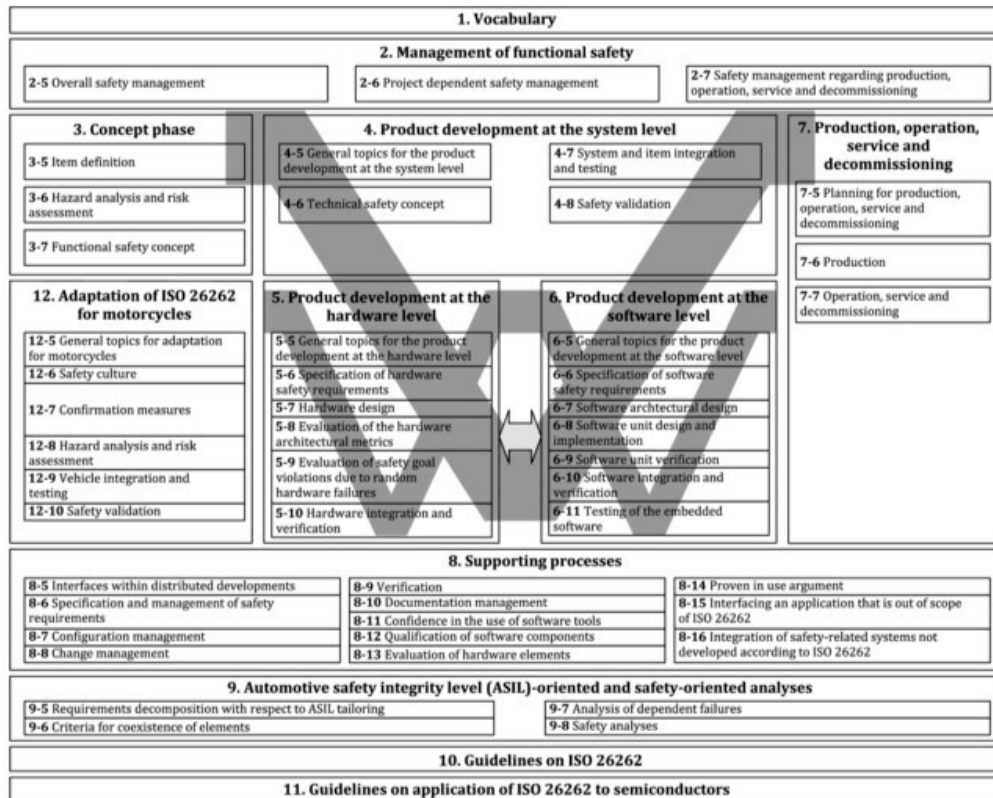 1. Vocabulary
2. Management of functional safety
2-5 Overall safety management
2-6 Project dependent safety management
2-7 Safety management regarding production,
operation, service and decommissioning
3. Concept phase
3-5 Item definition
3-6 Hazard analysis and risk
assessment
3-7 Functional safety concept
4. Product development at the system level
4-5 General topics for the product
development at the system level
4-6 Technical safety concept
4-7 System and item integration
and testing
4-8 Safety validation
7. Production, operation,
service and
decommissioning
7-5 Planning for production,
operation, service and
decommissioning
7-6 Production
7-7 Operation, service and
decommissioning
12. Adaptation of ISO 26262
for motorcycles
12-5 General topics for adaptation
for motorcycles
12-6 Safety culture
12-7 Confirmation measures
12-8 Hazard analysis and risk
assessment
12-9 Vehicle integration and
testing
12-10 Safety validation
5. Product development at the
hardware level
5-5 General topics for the product
development at the hardware level
5-6 Specification of hardware
safety requirements
5-7 Hardware design
5-8 Evaluation of the hardware
architectural metrics
5-9 Evaluation of safety goal
violations due to random
hardware failures
5-10 Hardware integration and
verification
6. Product development at the
software level
6-5 General topics for the product
development at the software level
6-6 Specification of software
safety requirements
6-7 Software archtectural design
6-8 Software unit design and
implementation
6-9 Software unit verification
6-10 Software integration and
verification
6-11 Testing of the embedded
software
8. Supporting processes
8-5 Interfaces within distributed developments
8-6 Specification and management of safety
requirements
8-7 Configuration management
8-8 Change management
8-9 Verification
8-10 Documentation management
8-11 Confidence in the use of software tools
8-12 Qualification of software components
8-13 Evaluation of hardware elements
8-14 Proven in use argument
8-15 Interfacing an application that is out of scope
of ISO 26262
8-16 Integration of safety-related systems not
developed according to ISO 26262
9. Automotive safety integrity level (ASIL)-oriented and safety-oriented analyses
9-5 Requirements decomposition with respect to ASIL tailoring
9-6 Criteria for coexistence of elements
9-7 Analysis of dependent failures
9-8 Safety analyses
10. Guidelines on ISO 26262
11. Guidelines on application of ISO 26262 to semiconductors